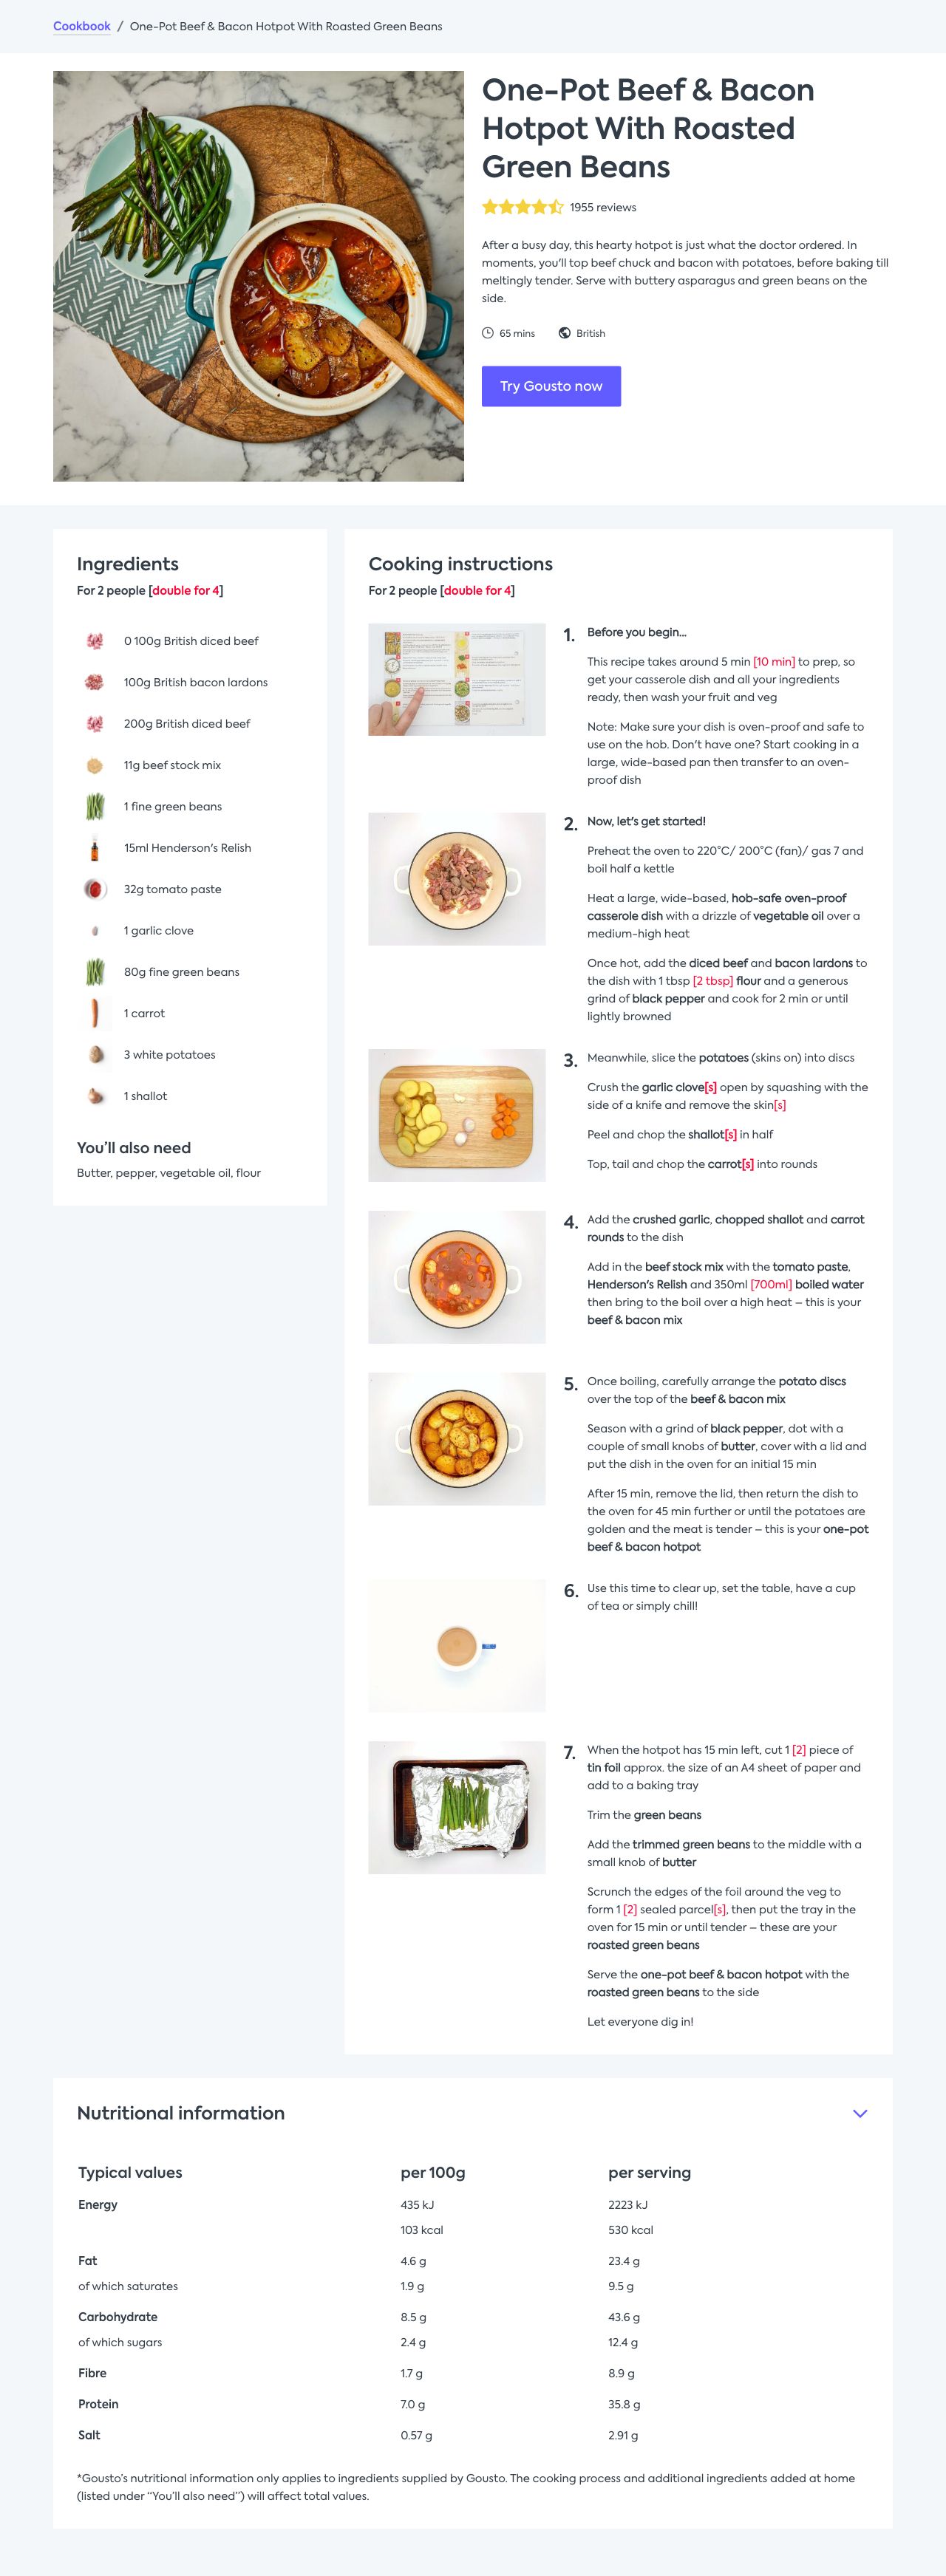 Cookbook / One-Pot Beef & Bacon Hotpot With Roasted Green Beans
One-Pot Beef & Bacon
Hotpot With Roasted
Green Beans
1955 reviews
After a busy day, this hearty hotpot is just what the doctor ordered. In
moments, you'll top beef chuck and bacon with potatoes, before baking till
meltingly tender. Serve with buttery asparagus and green beans on the
side.
65 mins British
Try Gousto now
Ingredients
For 2 people [double for 4]
0 100g British diced beef
100g British bacon lardons
200g British diced beef
11g beef stock mix
1 fine green beans
15ml Henderson's Relish
32g tomato paste
1 garlic clove
80g fine green beans
1 carrot
3 white potatoes
1 shallot
You'll also need
Butter, pepper, vegetable oil, flour
Cooking instructions
For 2 people [double for 4]
1. Before you begin...
This recipe takes around 5 min [10 min] to prep, so
get your casserole dish and all your ingredients
ready, then wash your fruit and veg
Note: Make sure your dish is oven-proof and safe to
use on the hob. Don't have one? Start cooking in a
large, wide-based pan then transfer to an oven-
proof dish
2. Now, let's get started!
Preheat the oven to 220°C/ 200°C (fan)/ gas 7 and
boil half a kettle
Heat a large, wide-based, hob-safe oven-proof
casserole dish with a drizzle of vegetable oil over a
medium-high heat
Once hot, add the diced beef and bacon lardons to
the dish with 1 tbsp [2 tbsp] flour and a generous
grind of black pepper and cook for 2 min or until
lightly browned
3. Meanwhile, slice the potatoes (skins on) into discs
Crush the garlic clove[s] open by squashing with the
side of a knife and remove the skin[s]
Peel and chop the shallot[s] in half
Top, tail and chop the carrot[s] into rounds
4. Add the crushed garlic, chopped shallot and carrot
rounds to the dish
Add in the beef stock mix with the tomato paste,
Henderson's Relish and 350ml [700ml] boiled water
then bring to the boil over a high heat – this is your
beef & bacon mix
5. Once boiling, carefully arrange the potato discs
over the top of the beef & bacon mix
Season with a grind of black pepper, dot with a
couple of small knobs of butter, cover with a lid and
put the dish in the oven for an initial 15 min
After 15 min, remove the lid, then return the dish to
the oven for 45 min further or until the potatoes are
golden and the meat is tender – this is your one-pot
beef & bacon hotpot
6. Use this time to clear up, set the table, have a cup
of tea or simply chill!
7. When the hotpot has 15 min left, cut 1 [2] piece of
tin foil approx. the size of an A4 sheet of paper and
add to a baking tray
Trim the green beans
Add the trimmed green beans to the middle with a
small knob of butter
Scrunch the edges of the foil around the veg to
form 1 [2] sealed parcel[s], then put the tray in the
oven for 15 min or until tender – these are your
roasted green beans
Serve the one-pot beef & bacon hotpot with the
roasted green beans to the side
Let everyone dig in!
Nutritional information
Typical values per 100g per serving
Energy 435 kJ 2223 kJ
103 kcal 530 kcal
Fat 4.6 g 23.4 g
of which saturates 1.9 g 9.5 g
Carbohydrate 8.5 g 43.6 g
of which sugars 2.4 g 12.4 g
Fibre 1.7 g 8.9 g
Protein 7.0 g 35.8 g
Salt 0.57 g 2.91 g
*Gousto's nutritional information only applies to ingredients supplied by Gousto. The cooking process and additional ingredients added at home
(listed under "You'll also need") will affect total values.